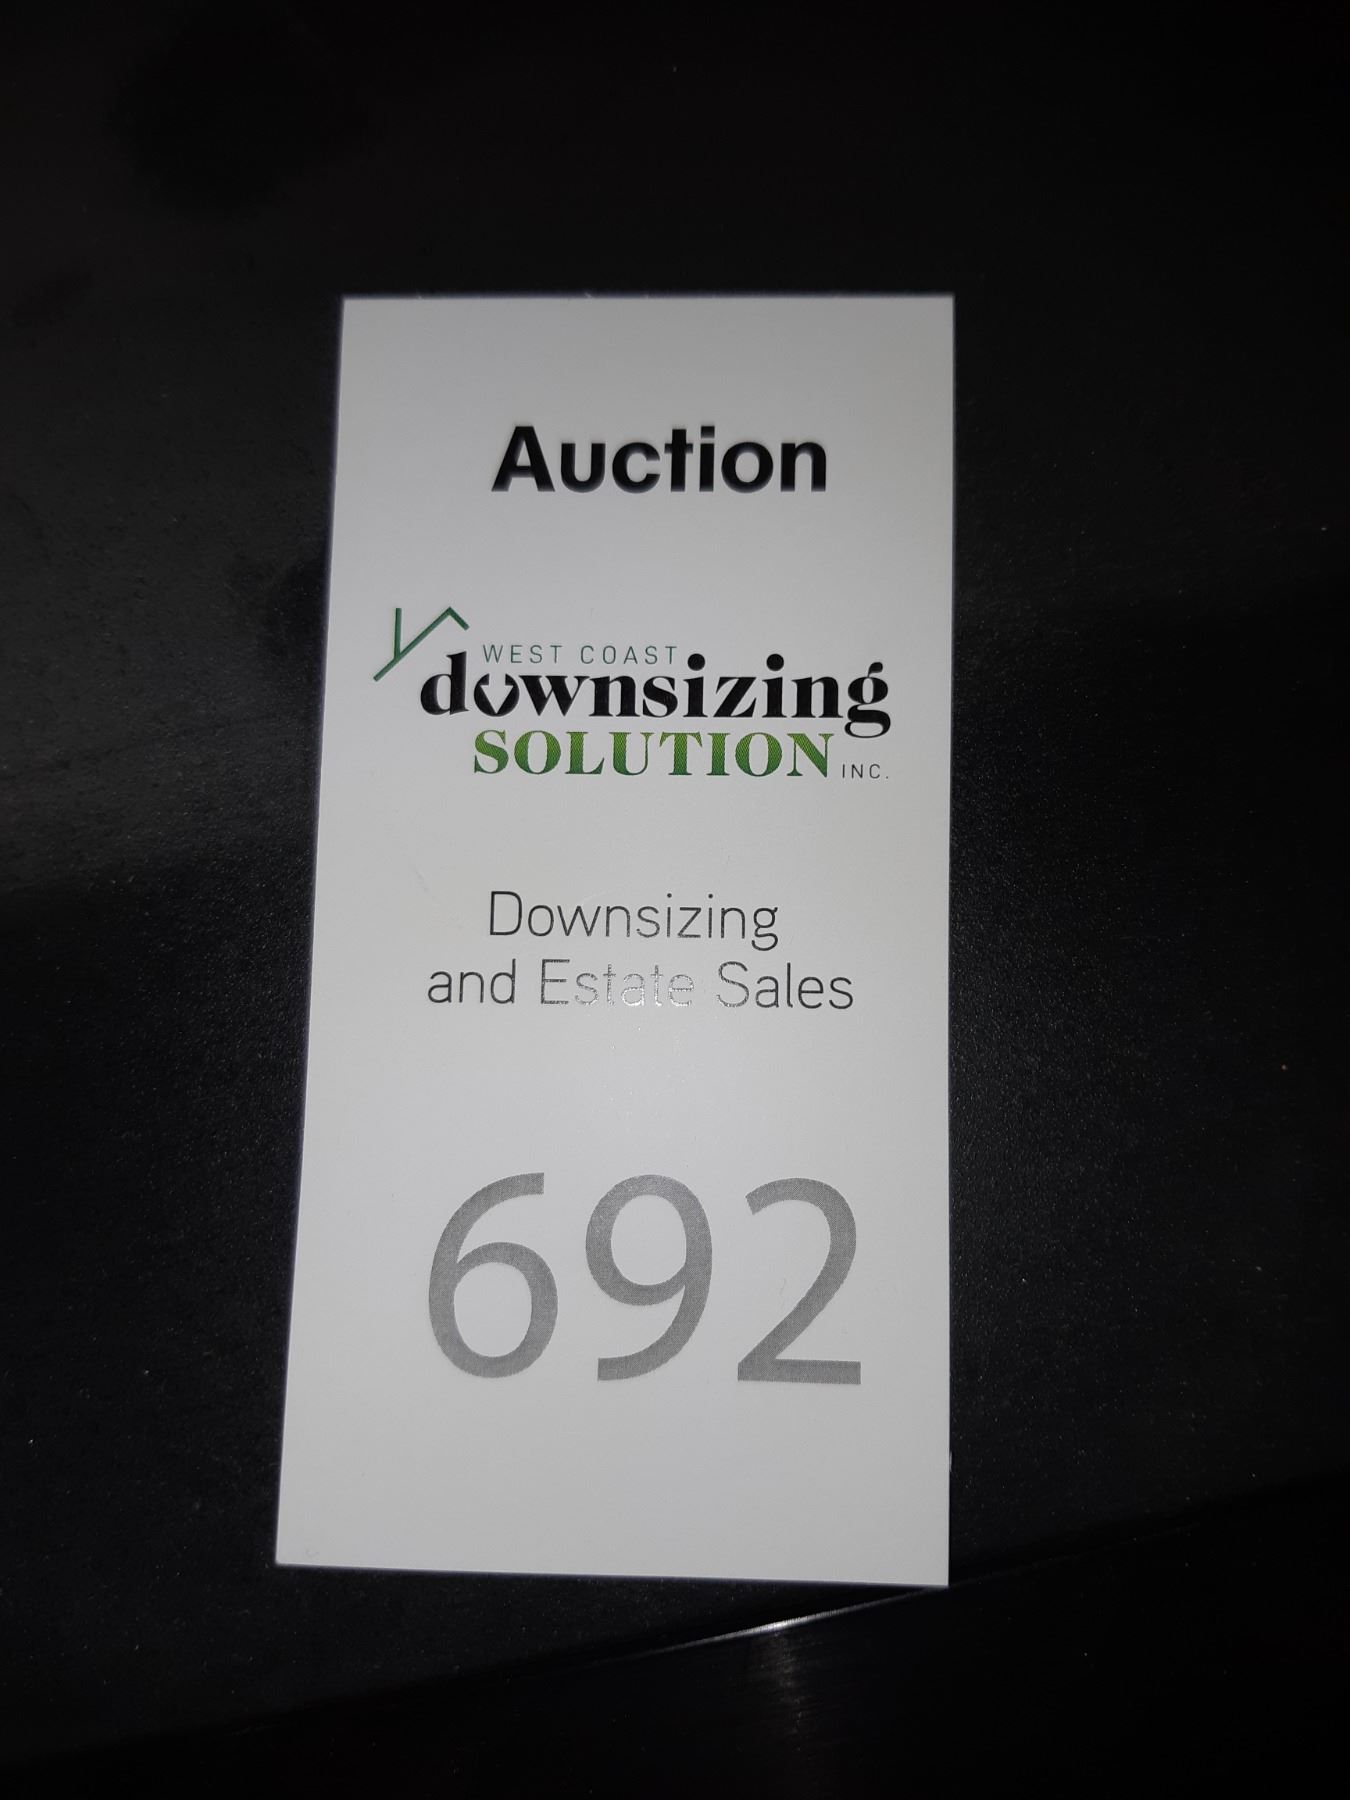 Auction
WEST COAST
downsizing
SOLUTION INC.
Downsizing
and Estate Sales
692